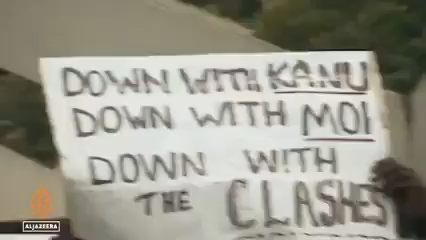 DOWN WITH KANU
DOWN WITH MOI
DOWN WITH
THE CLASHES
ALJAZEERA